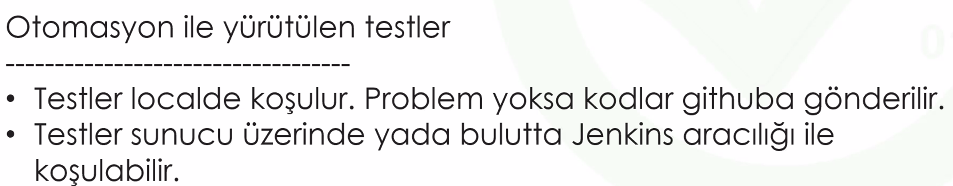 Otomasyon ile yürütülen testler
-----------------------------------
• Testler localde koşulur. Problem yoksa kodlar githuba gönderilir.
• Testler sunucu üzerinde yada bulutta Jenkins aracılığı ile
koşulabilir.